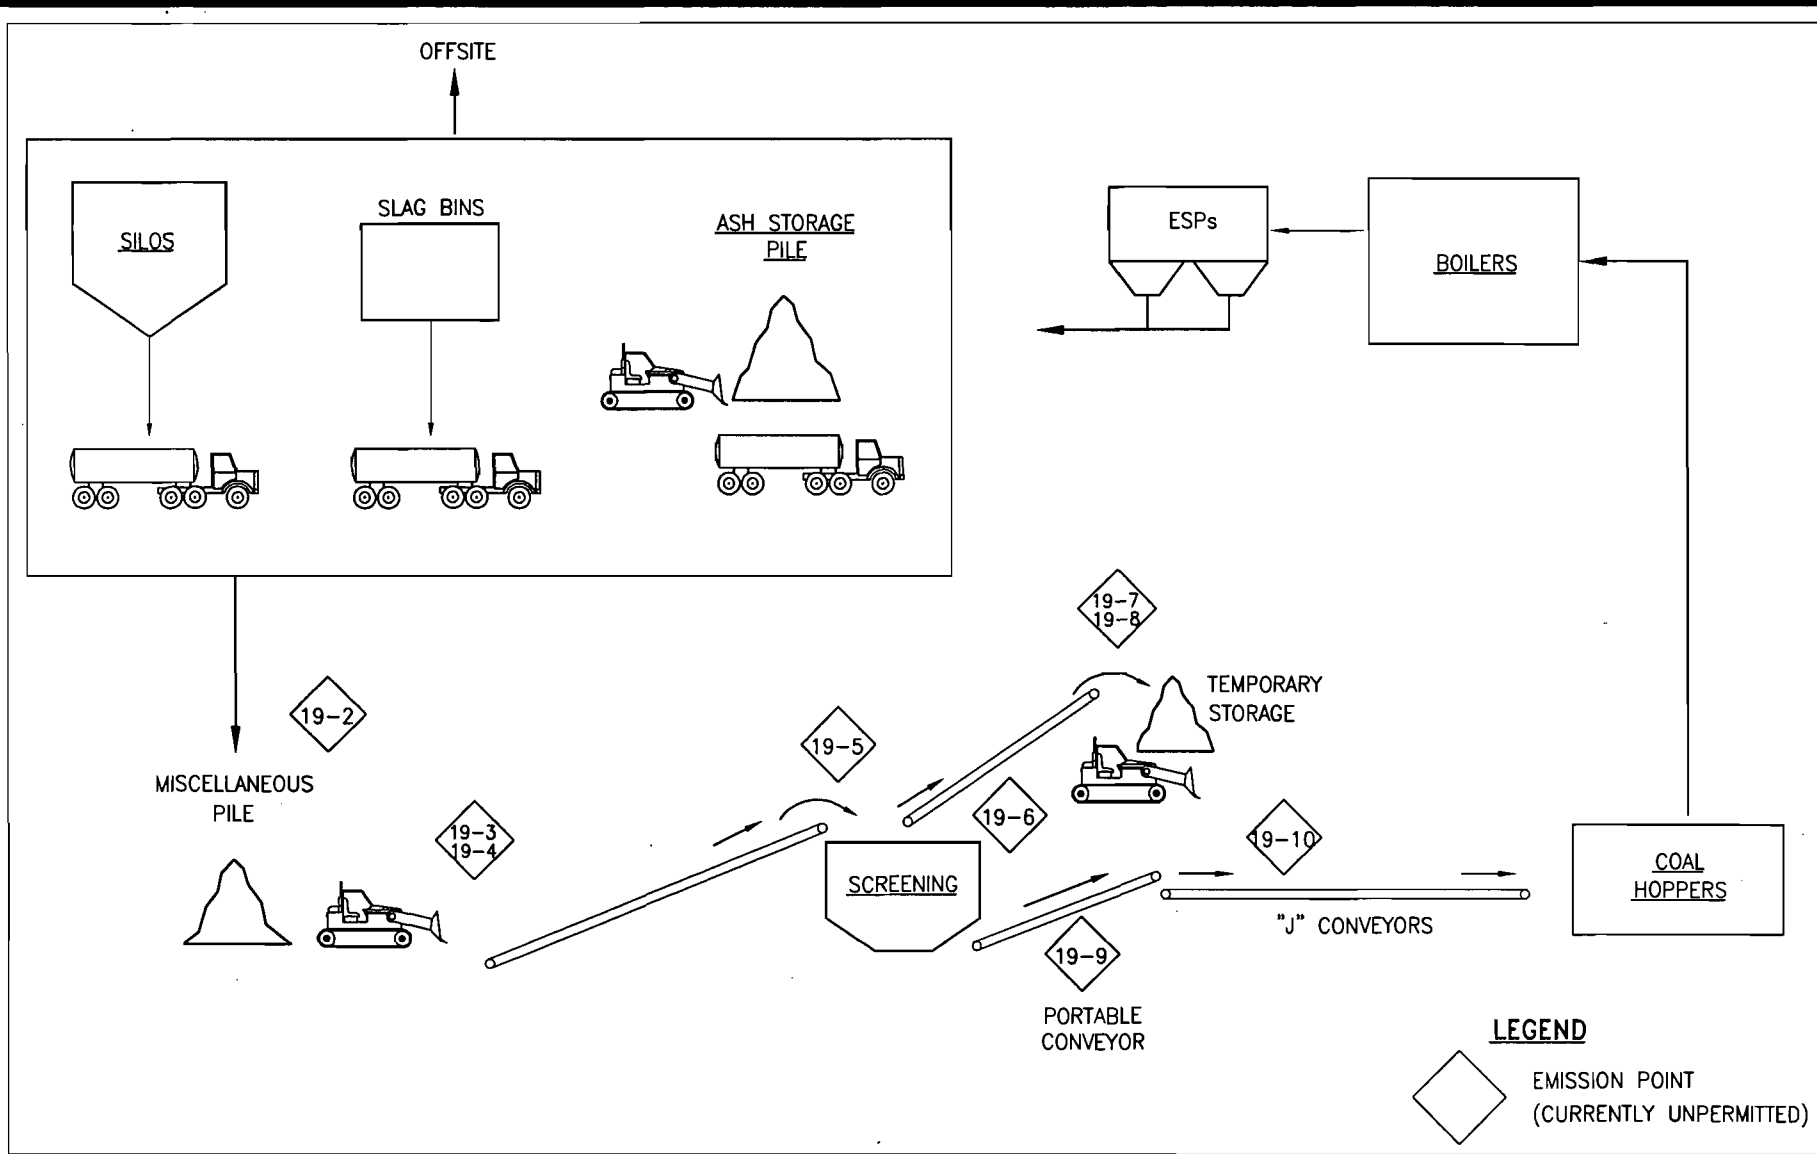 OFFSITE
SILOS
SLAG BINS
ASH STORAGE
PILE
ESPs
BOILERS
19-7
19-8
19-2
TEMPORARY
STORAGE
19-5
MISCELLANEOUS
PILE
19-3
19-4
19-6
19-10
SCREENING
COAL
HOPPERS
"J" CONVEYORS
19-9
PORTABLE
CONVEYOR
LEGEND
EMISSION POINT
(CURRENTLY UNPERMITTED)